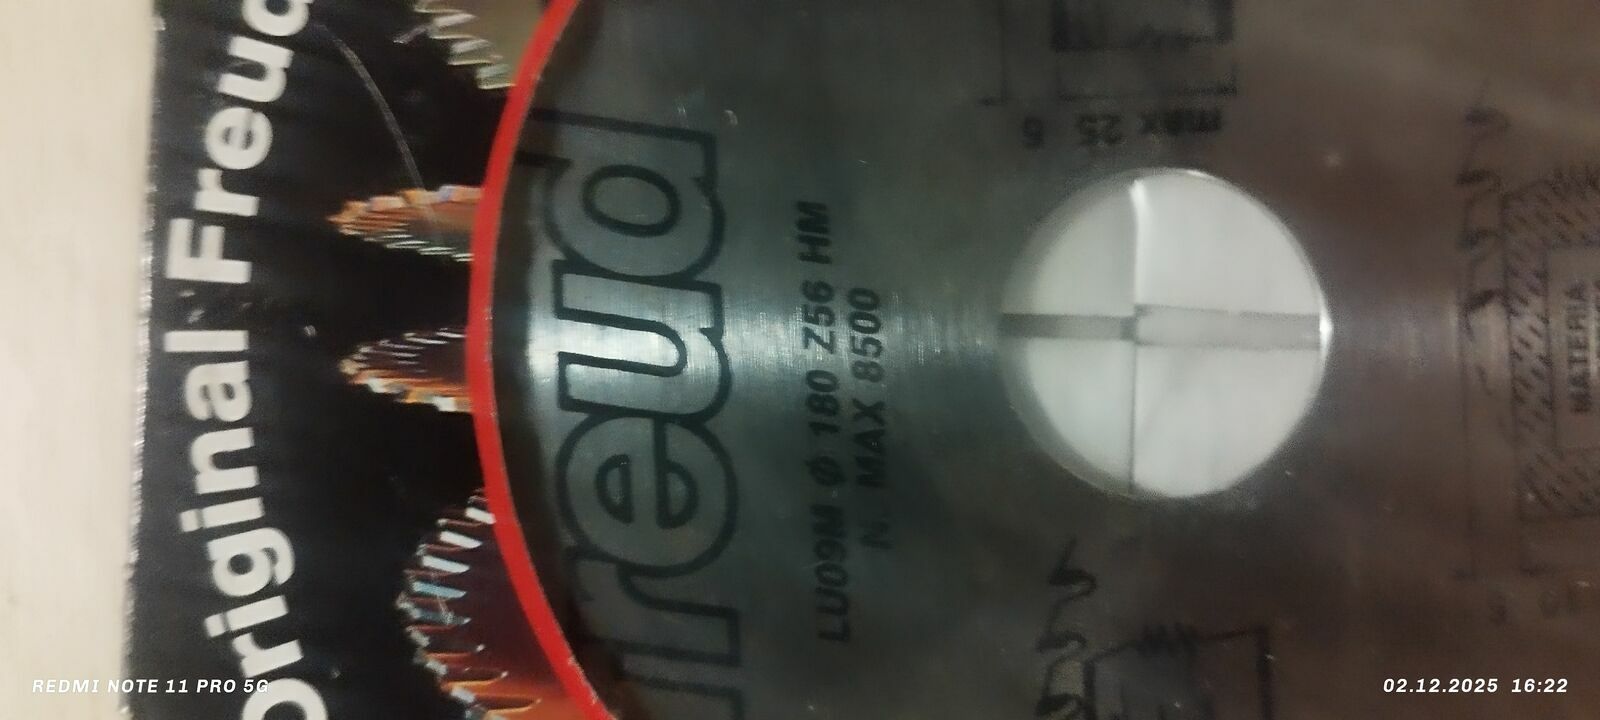 Original Freud
freud
LU09M Ø 180 Z56 HM
N. MAX 8500
max 25
MATERIA
REDMI NOTE 11 PRO 5G
02.12.2025 16:22